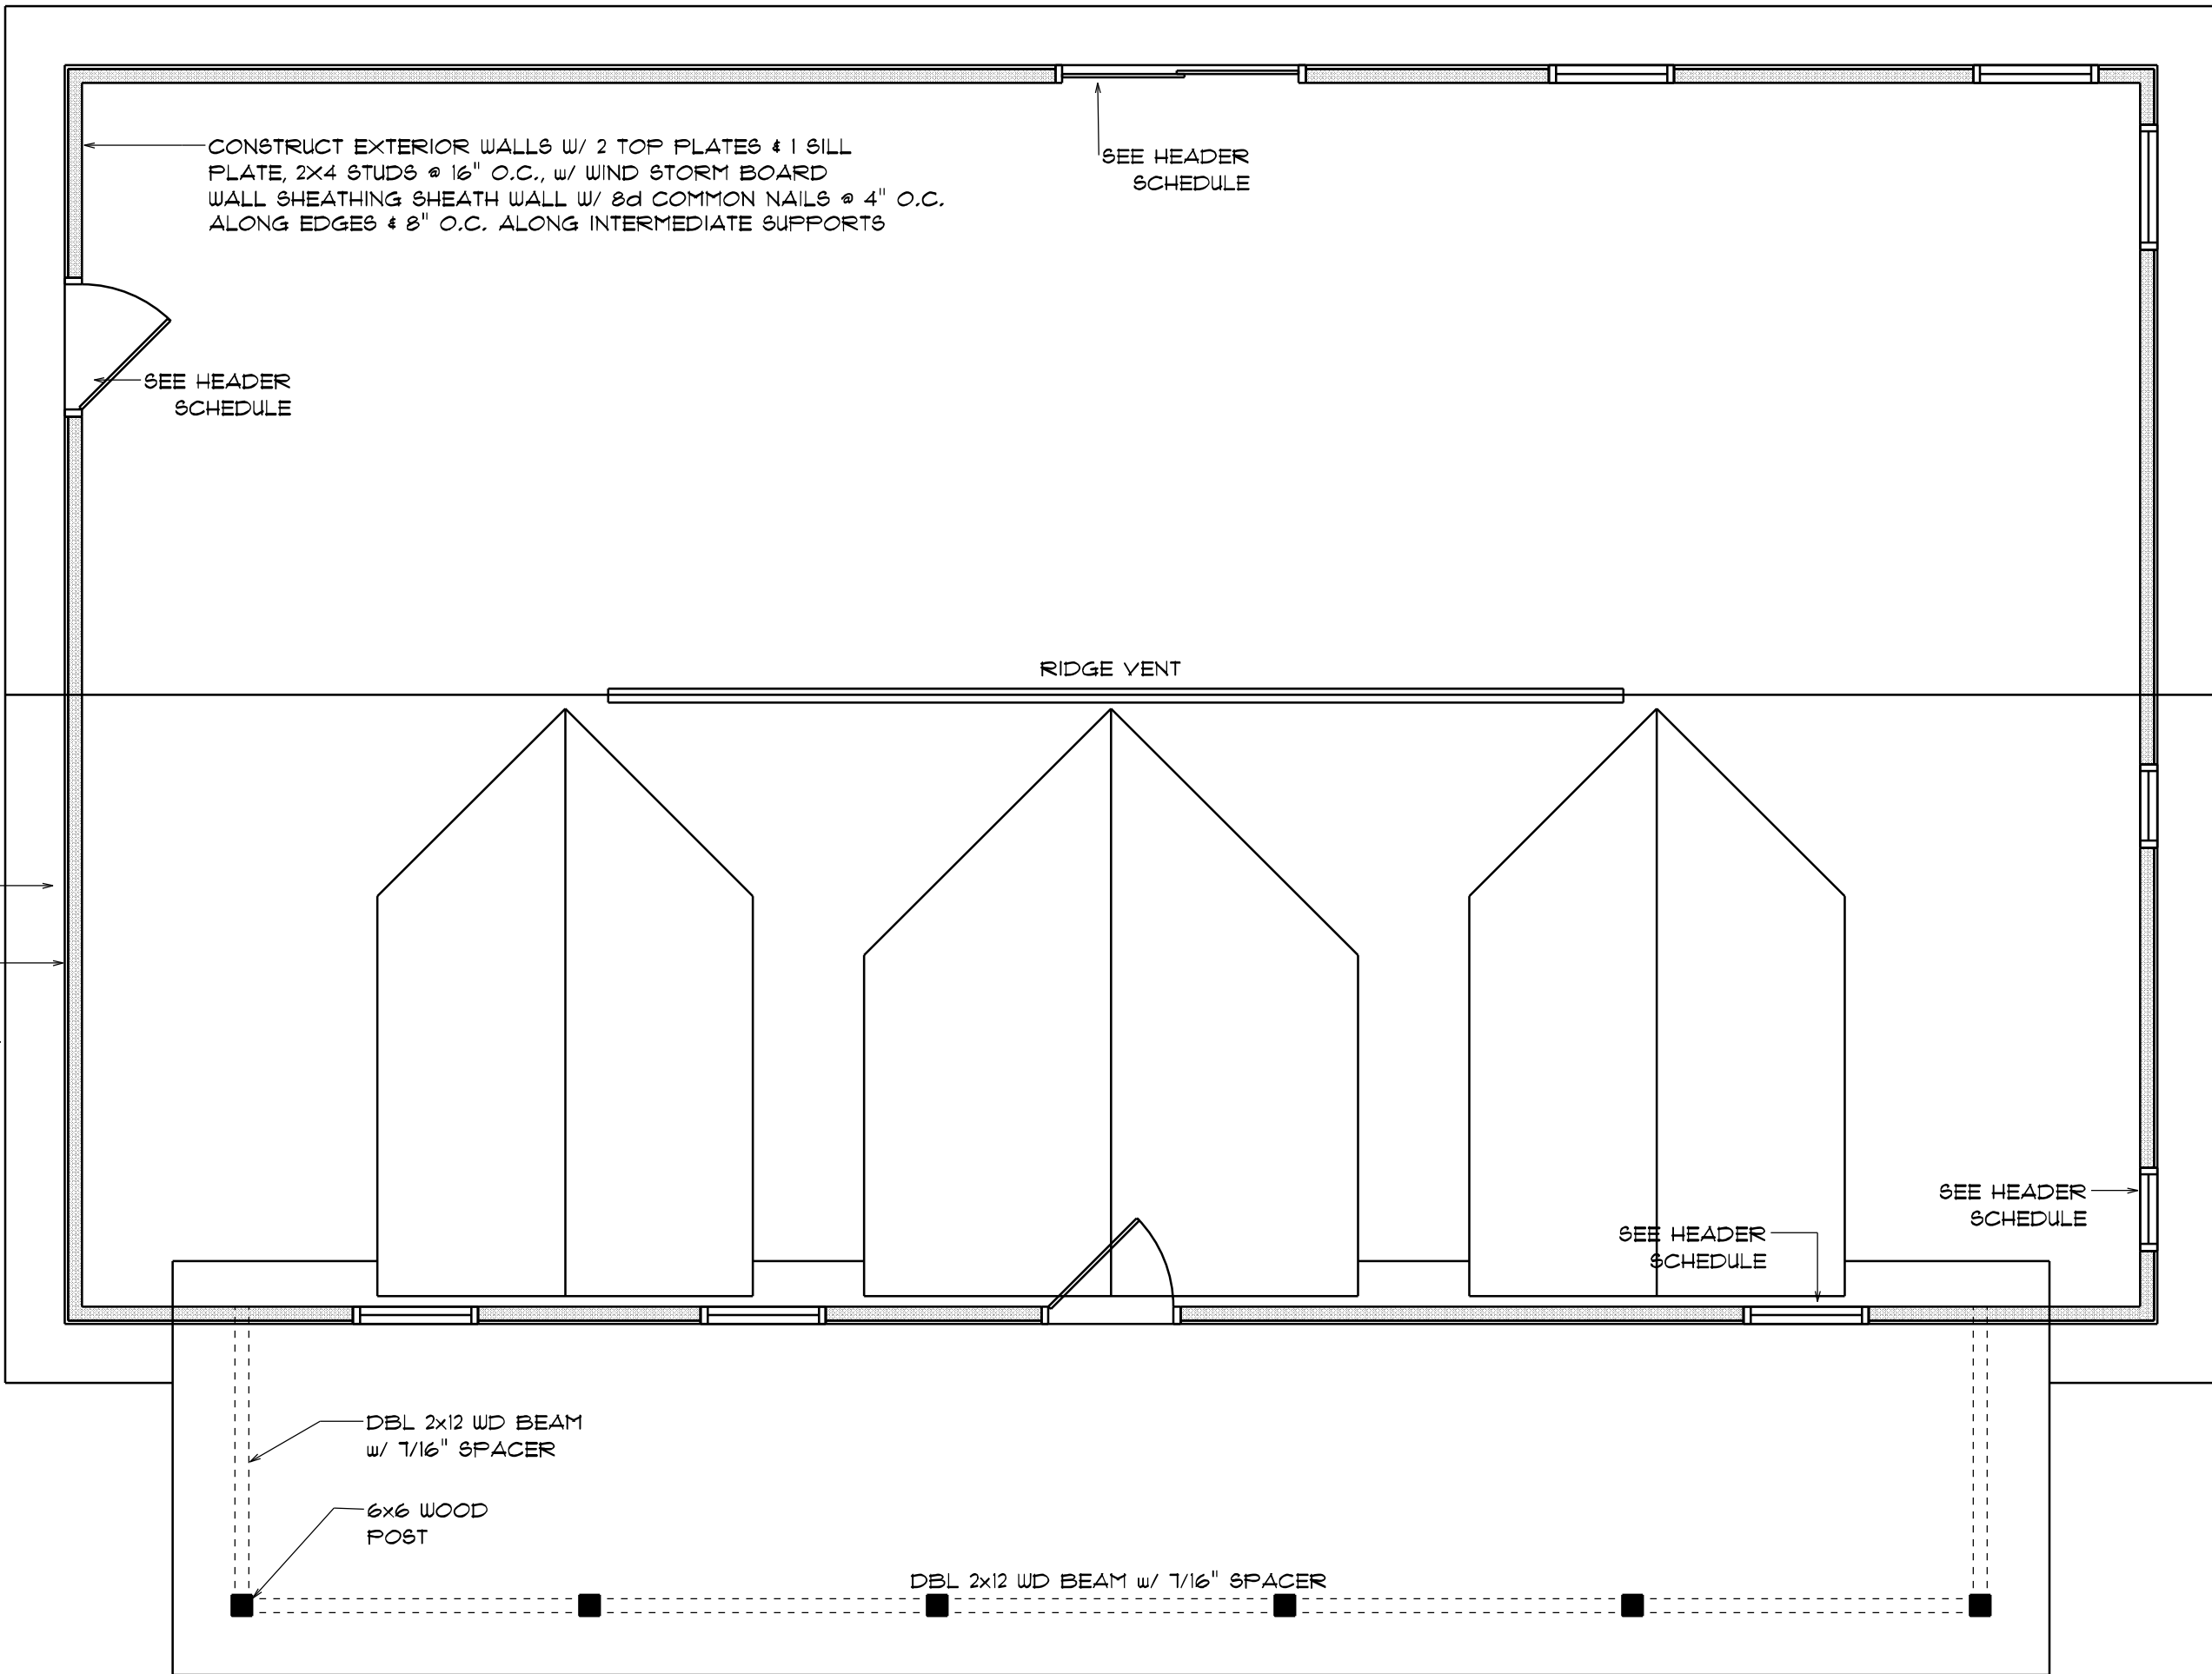 CONSTRUCT EXTERIOR WALLS W/ 2 TOP PLATES & 1 SILL
PLATE, 2X4 STUDS @ 16" O.C., w/ WIND STORM BOARD
WALL SHEATHING SHEATH WALL W/ 8d COMMON NAILS @ 4" O.C.
ALONG EDGES & 8" O.C. ALONG INTERMEDIATE SUPPORTS
SEE HEADER
SCHEDULE
SEE HEADER
SCHEDULE
RIDGE VENT
SEE HEADER
SCHEDULE
SEE HEADER
SCHEDULE
DBL 2x12 WD BEAM
w/ 7/16" SPACER
6x6 WOOD
POST
DBL 2x12 WD BEAM w/ 7/16" SPACER